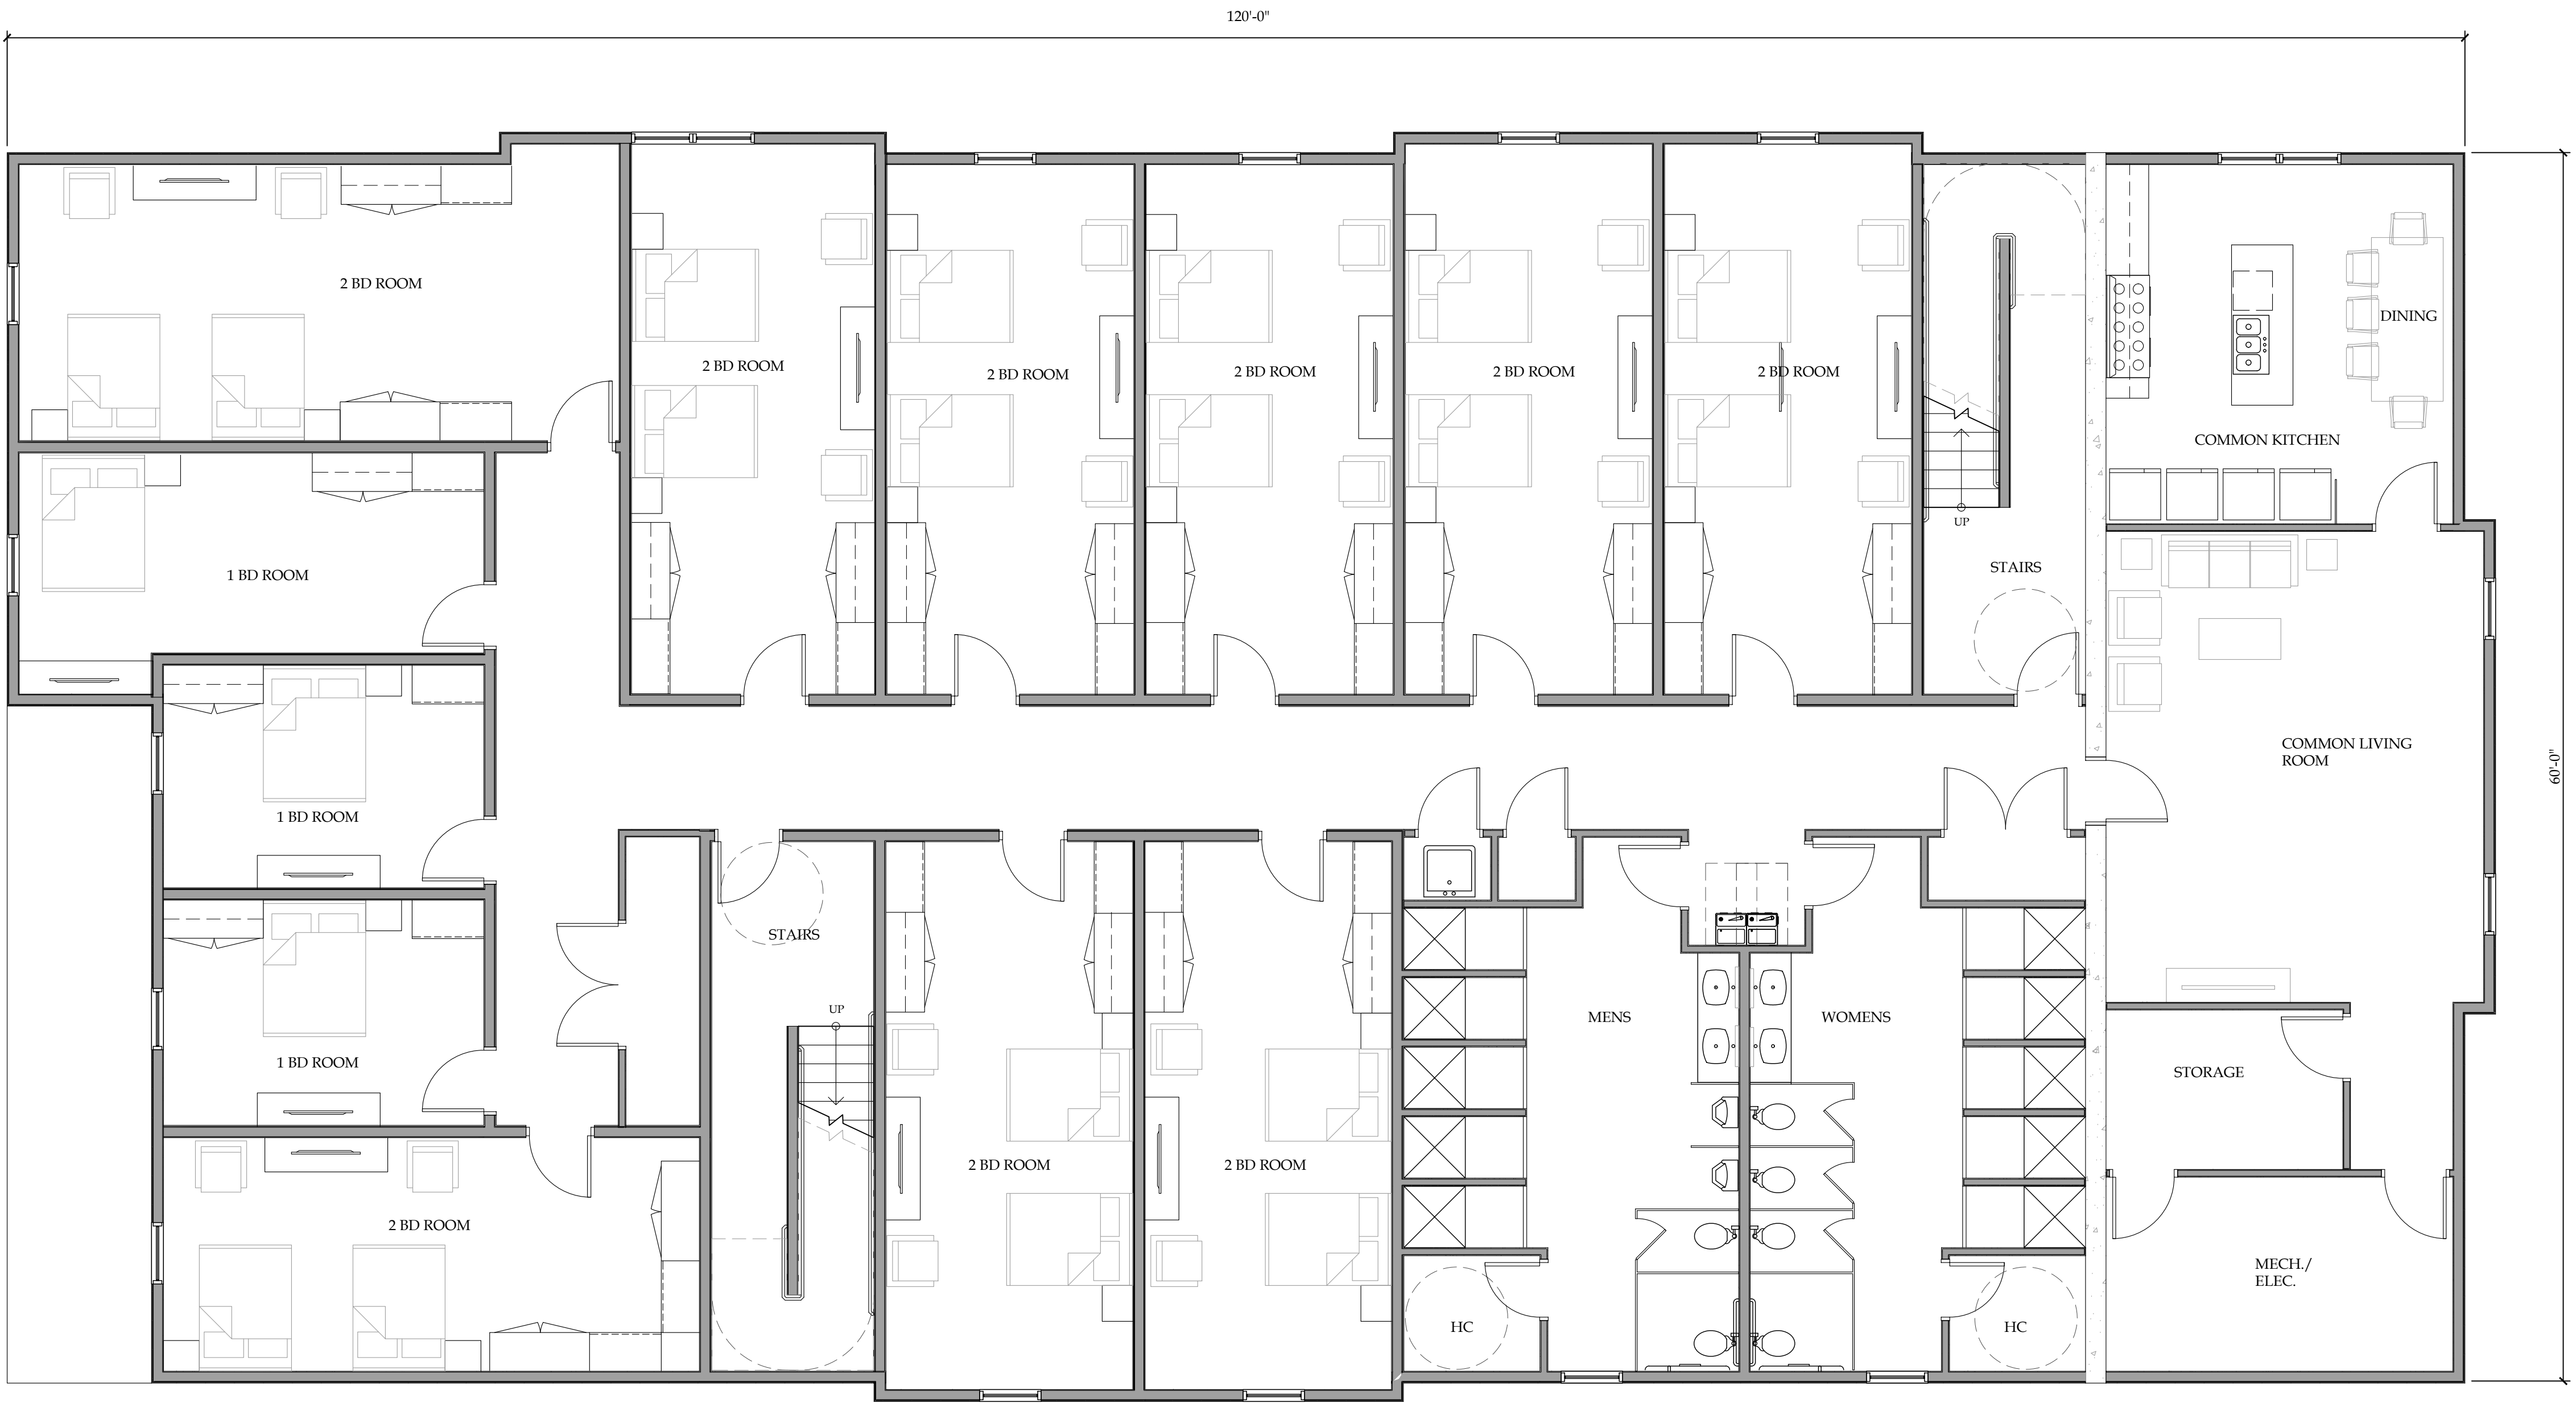 120'-0"
2 BD ROOM
2 BD ROOM
2 BD ROOM
2 BD ROOM
2 BD ROOM
2 BD ROOM
DINING
COMMON KITCHEN
UP
STAIRS
1 BD ROOM
COMMON LIVING
ROOM
60'-0"
1 BD ROOM
STAIRS
UP
MENS
WOMENS
1 BD ROOM
STORAGE
2 BD ROOM
2 BD ROOM
2 BD ROOM
MECH./
ELEC.
HC
HC